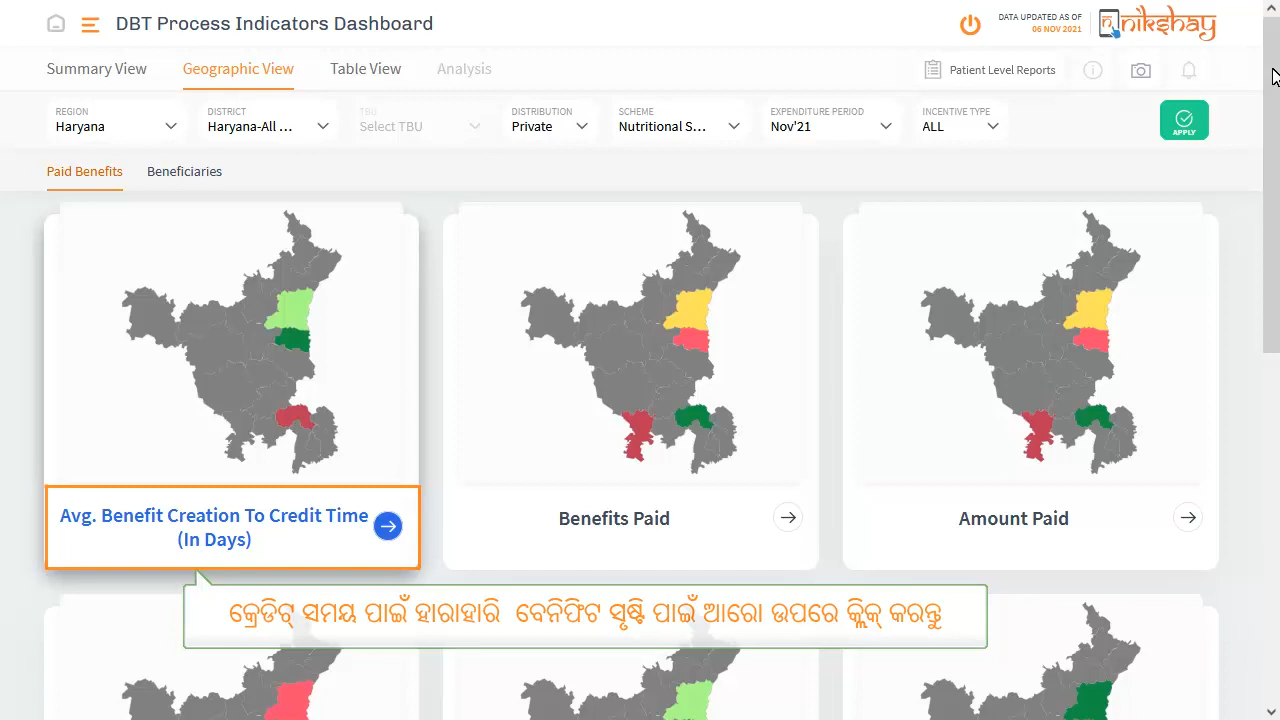 DBT Process Indicators Dashboard
DATA UPDATED AS OF
06 NOV 2021
nikshay
Summary View
Geographic View
Table View
Analysis
Patient Level Reports
REGION
Haryana
DISTRICT
Haryana-All ...
TBU
Select TBU
DISTRIBUTION
Private
SCHEME
Nutritional S...
EXPENDITURE PERIOD
Nov'21
INCENTIVE TYPE
ALL
APPLY
Paid Benefits
Beneficiaries
Avg. Benefit Creation To Credit Time
(In Days)
Benefits Paid
Amount Paid
କ୍ରେଡିଟ୍ ସମୟ ପାଇଁ ହାରାହାରି ବେନିଫିଟ ସୃଷ୍ଟି ପାଇଁ ଆରୋ ଉପରେ କ୍ଲିକ୍ କରନ୍ତୁ